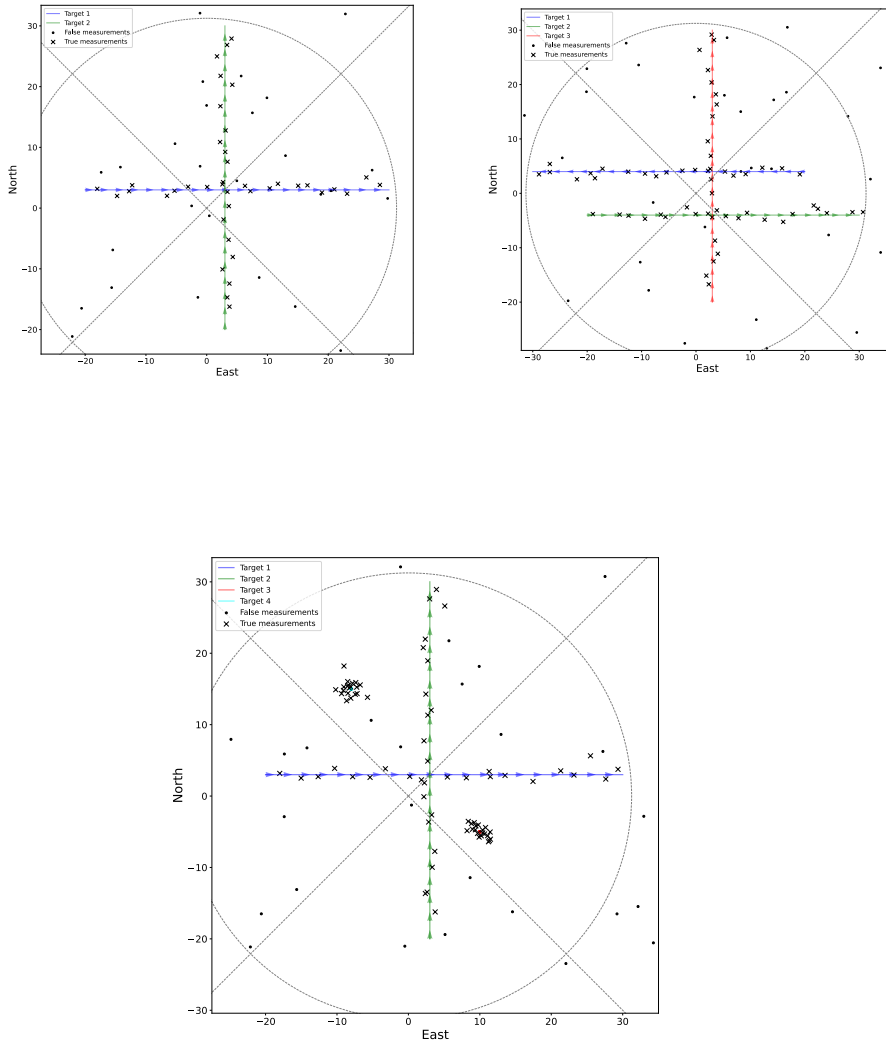 Target 1
Target 2
False measurements
True measurements
30
20
10
0
−10
−20
North
−20 −10 0 10 20 30
East
Target 1
Target 2
Target 3
False measurements
True measurements
30
20
10
0
−10
−20
North
−30 −20 −10 0 10 20 30
East
Target 1
Target 2
Target 3
Target 4
False measurements
True measurements
30
20
10
0
−10
−20
−30
North
−20 −10 0 10 20 30
East